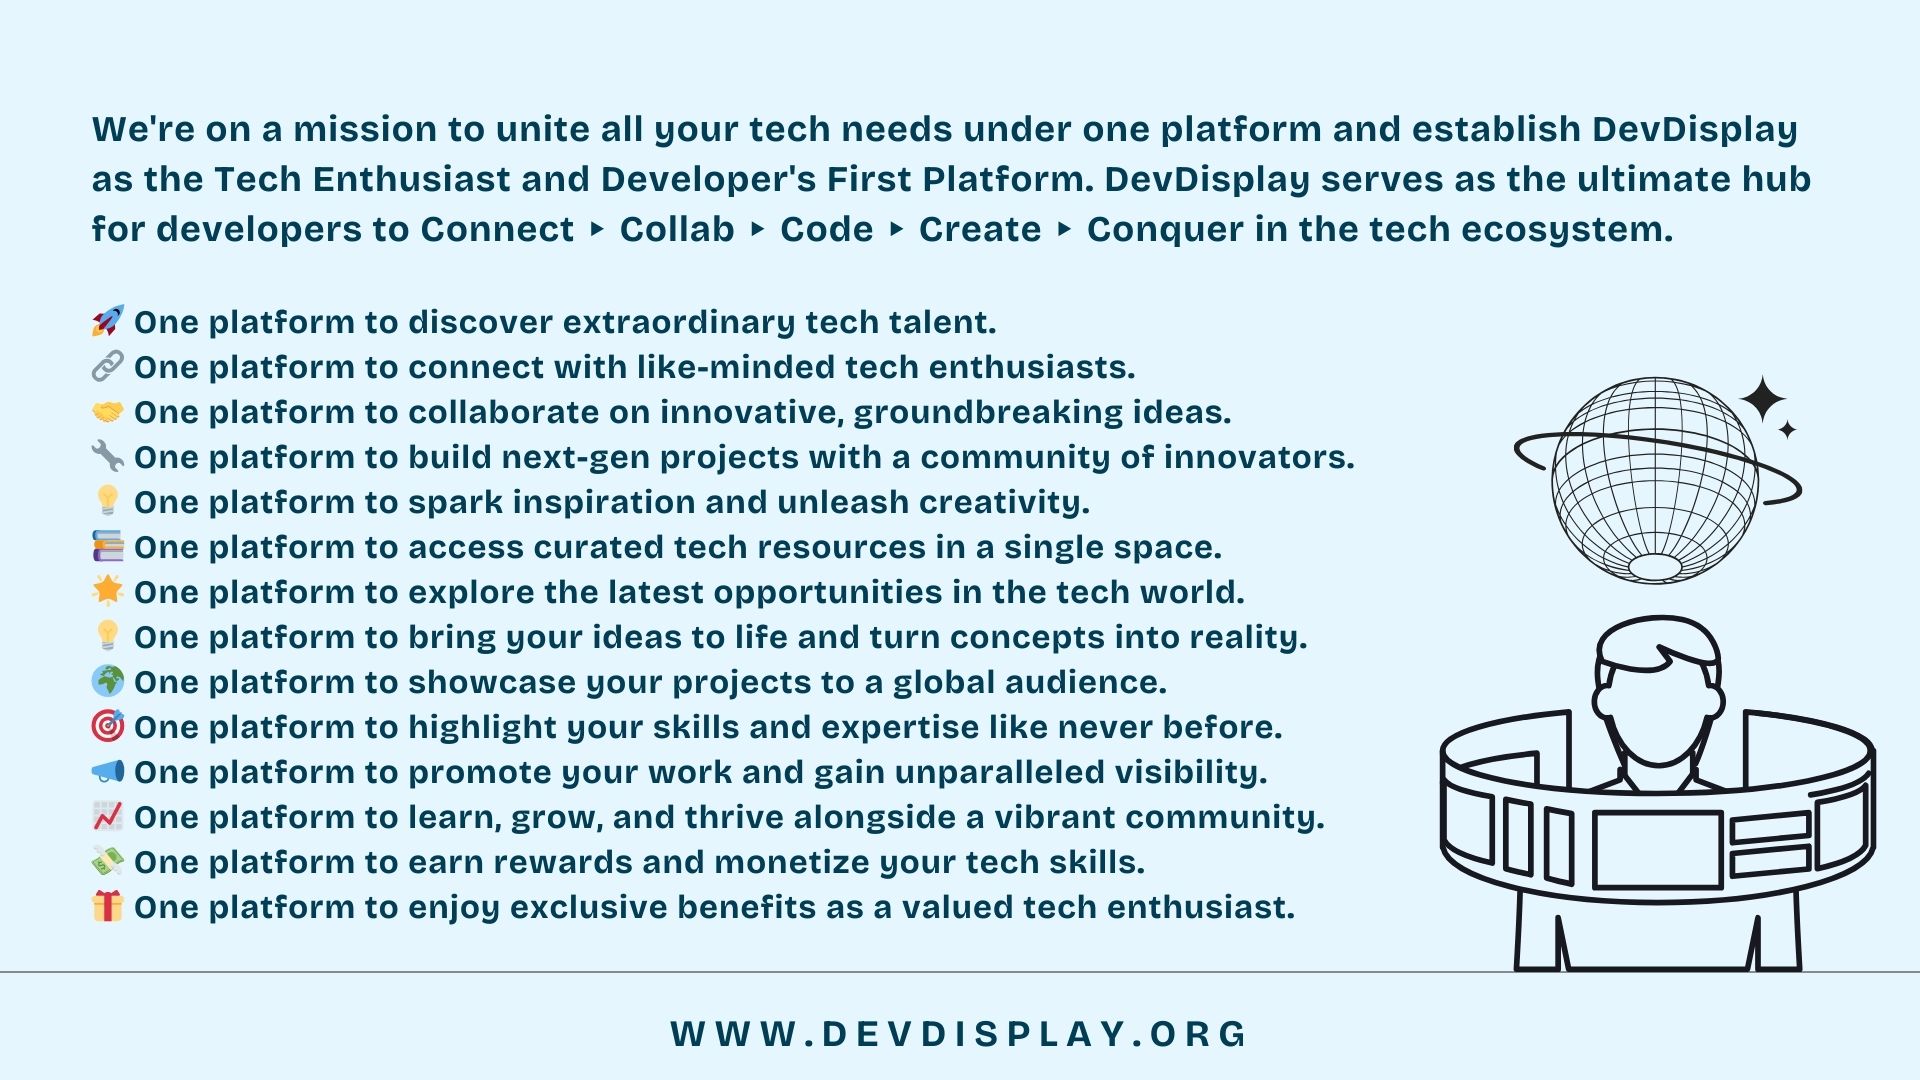 We're on a mission to unite all your tech needs under one platform and establish DevDisplay
as the Tech Enthusiast and Developer's First Platform. DevDisplay serves as the ultimate hub
for developers to Connect ‣ Collab ‣ Code ‣ Create ‣ Conquer in the tech ecosystem.
🚀 One platform to discover extraordinary tech talent.
🔗 One platform to connect with like-minded tech enthusiasts.
🤝 One platform to collaborate on innovative, groundbreaking ideas.
🔧 One platform to build next-gen projects with a community of innovators.
💡 One platform to spark inspiration and unleash creativity.
📚 One platform to access curated tech resources in a single space.
🌟 One platform to explore the latest opportunities in the tech world.
💡 One platform to bring your ideas to life and turn concepts into reality.
🌍 One platform to showcase your projects to a global audience.
🎯 One platform to highlight your skills and expertise like never before.
📣 One platform to promote your work and gain unparalleled visibility.
📈 One platform to learn, grow, and thrive alongside a vibrant community.
💸 One platform to earn rewards and monetize your tech skills.
🎁 One platform to enjoy exclusive benefits as a valued tech enthusiast.
WWW.DEVDISPLAY.ORG